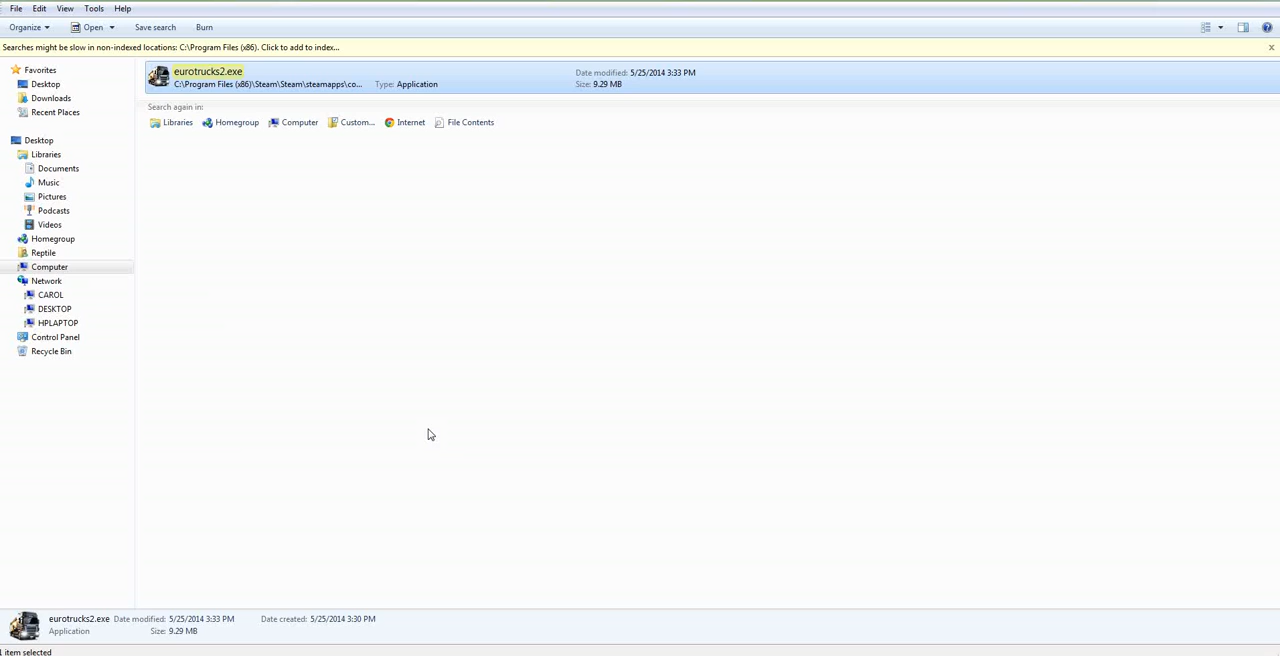 File Edit View Tools Help
Organize Open Save search Burn
Searches might be slow in non-indexed locations: C:\Program Files (x86). Click to add to index...
Favorites
Desktop
Downloads
Recent Places
Desktop
Libraries
Documents
Music
Pictures
Podcasts
Videos
Homegroup
Reptile
Computer
Network
CAROL
DESKTOP
HPLAPTOP
Control Panel
Recycle Bin
eurotrucks2.exe Date modified: 5/25/2014 3:33 PM
C:\Program Files (x86)\Steam\Steam\steamapps\co... Type: Application Size: 9.29 MB
Search again in:
Libraries Homegroup Computer Custom... Internet File Contents
eurotrucks2.exe Date modified: 5/25/2014 3:33 PM Date created: 5/25/2014 3:30 PM
Application Size: 9.29 MB
1 item selected